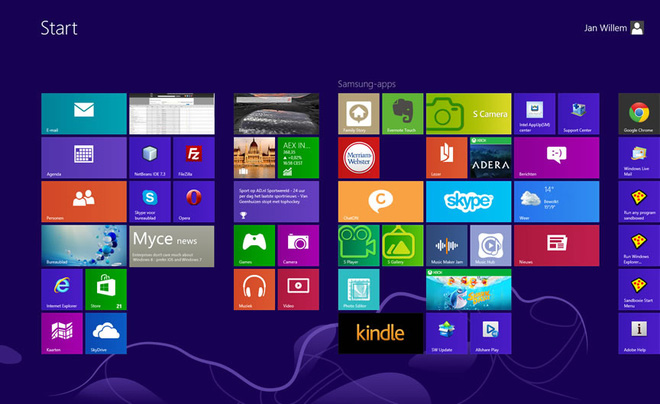 Start
Jan Willem
Samsung-apps
E-mail
Family Story
Evernote Touch
S Camera
Intel AppUp(SM)
center
Support Center
Google Chrome
Agenda
NetBeans IDE 7.3
FileZilla
AEX IN...
Merriam
Webster
Lezer
XBOX
ADERA
Berichten
Windows Live
Mail
Personen
Skype voor
bureaublad
Opera
Sport op AD.nl Sportwereld - 24 uur
per dag het laatste sportnieuws: Van
ChatON
skype
Weer
Run any program
sandboxed
Bureaublad
Myce news
Games
Camera
S Player
S Gallery
Music Maker Jam
Music Hub
Nieuws
Run Windows
Explorer...
Internet Explorer
Store
21
Muziek
Video
Photo Editor
XBOX
Sandboxie Start
Menu
Kaarten
SkyDrive
kindle
SW Update
Allshare Play
Adobe Help